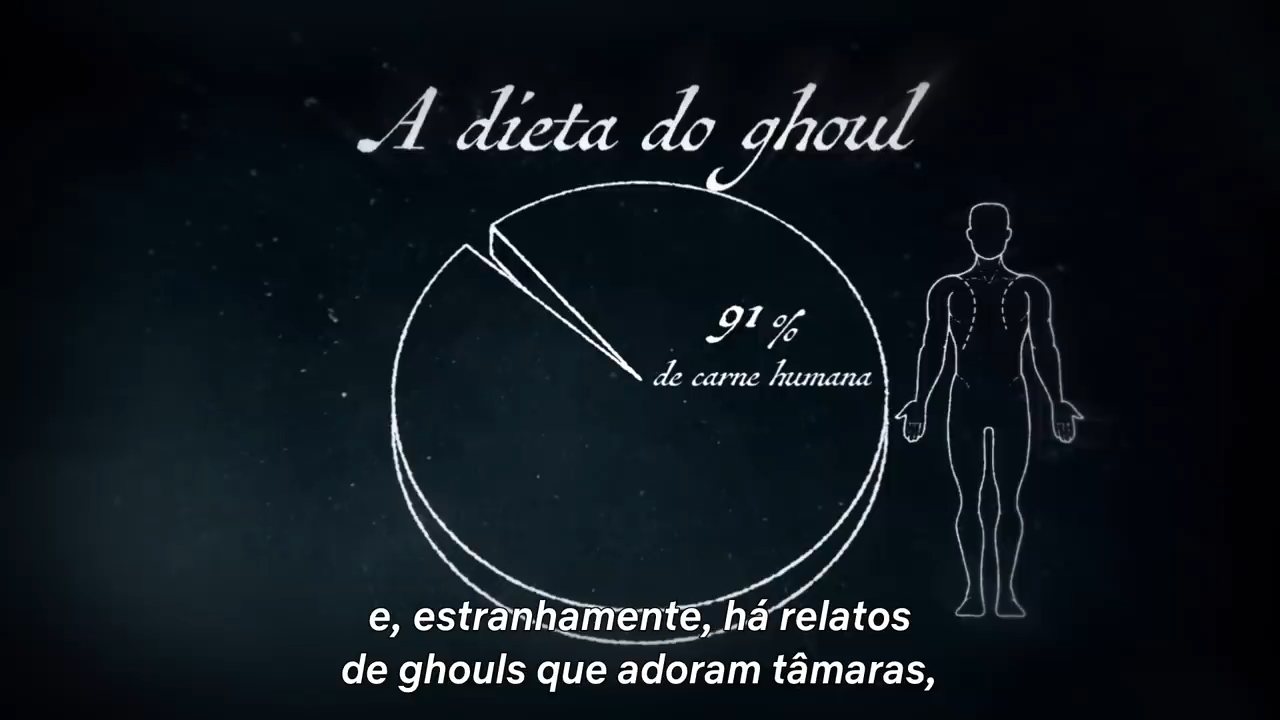 A dieta do ghoul
91 %
de carne humana
e, estranhamente, há relatos
de ghouls que adoram tâmaras,